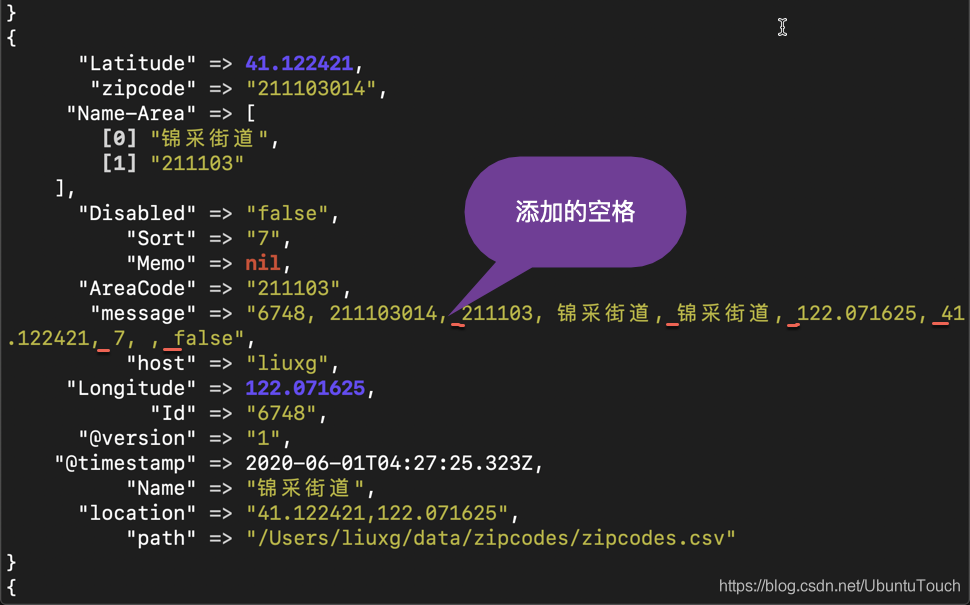 }
{
"Latitude" => 41.122421,
"zipcode" => "211103014",
"Name-Area" => [
[0] "锦采街道",
[1] "211103"
],
"Disabled" => "false",
"Sort" => "7",
"Memo" => nil,
"AreaCode" => "211103",
添加的空格
"message" => "6748, 211103014, 211103, 锦采街道, 锦采街道, 122.071625, 41
.122421, 7, , false",
"host" => "liuxg",
"Longitude" => 122.071625,
"Id" => "6748",
"@version" => "1",
"@timestamp" => 2020-06-01T04:27:25.323Z,
"Name" => "锦采街道",
"location" => "41.122421,122.071625",
"path" => "/Users/liuxg/data/zipcodes/zipcodes.csv"
}
{
https://blog.csdn.net/UbuntuTouch